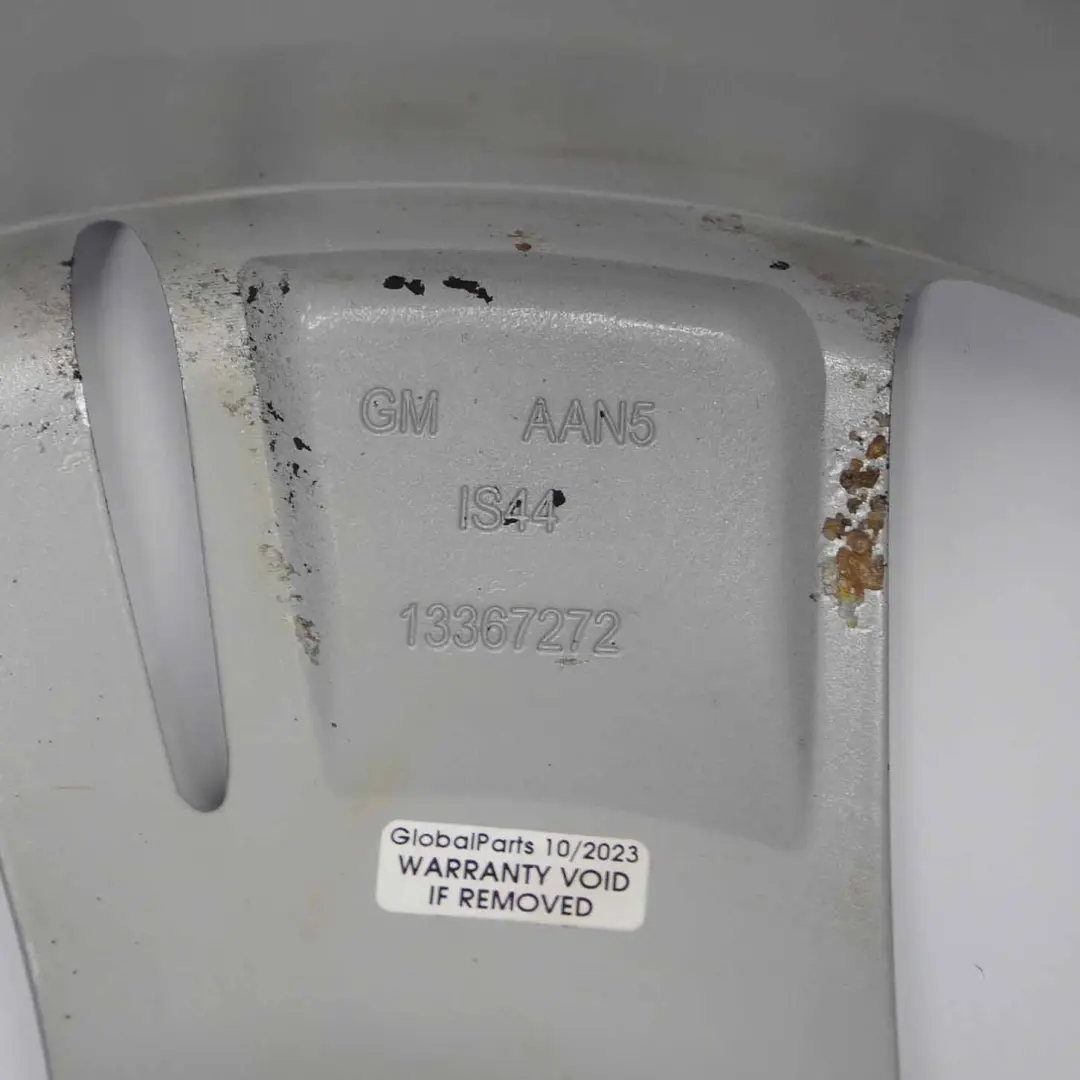 GM AAN5
IS44
13367272
GlobalParts 10/2023
WARRANTY VOID
IF REMOVED